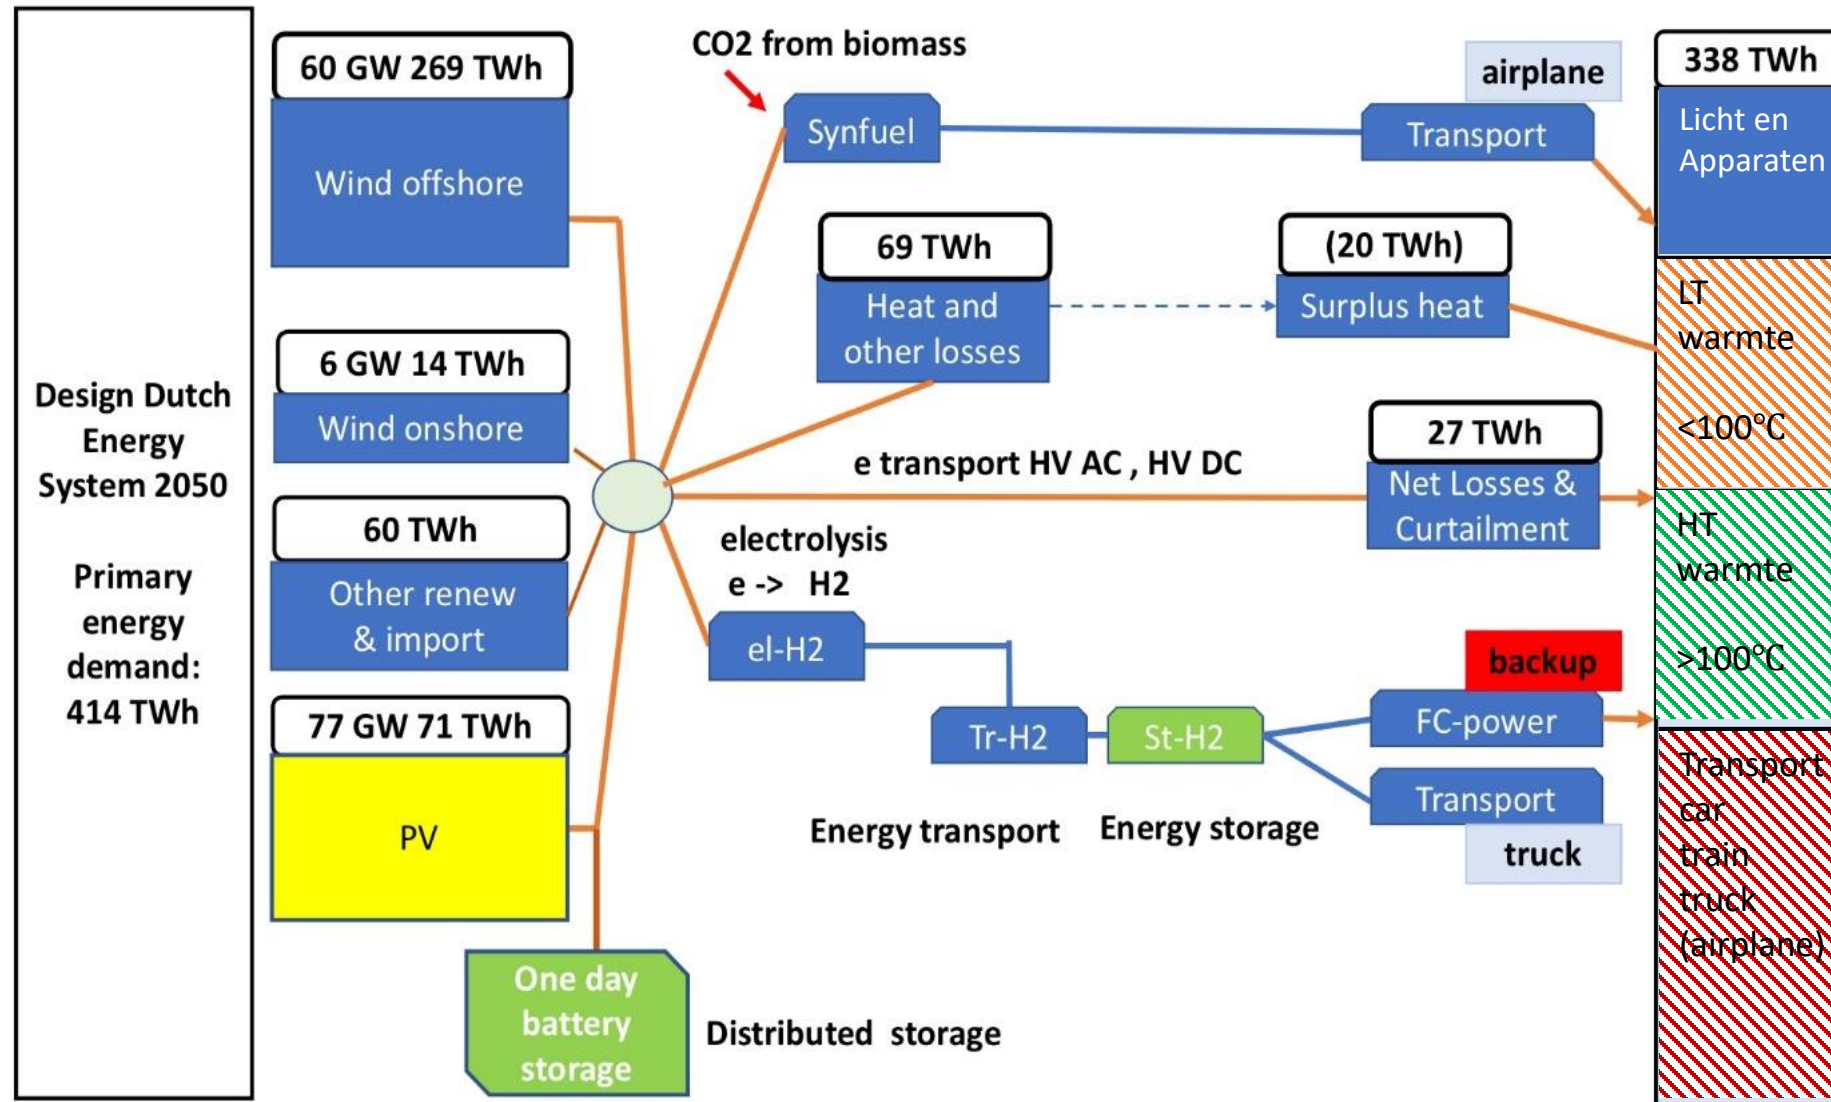 Design Dutch
Energy
System 2050
Primary
energy
demand:
414 TWh
60 GW 269 TWh
Wind offshore
6 GW 14 TWh
Wind onshore
60 TWh
Other renew
& import
77 GW 71 TWh
PV
One day
battery
storage
Distributed storage
CO2 from biomass
Synfuel
airplane
Transport
69 TWh
Heat and
other losses
(20 TWh)
Surplus heat
e transport HV AC , HV DC
27 TWh
Net Losses &
Curtailment
electrolysis
e -> H2
el-H2
Tr-H2
St-H2
Energy transport
Energy storage
backup
FC-power
Transport
truck
338 TWh
Licht en
Apparaten
LT
warmte
<100℃
HT
warmte
>100℃
Transport
car
train
truck
(airplane)